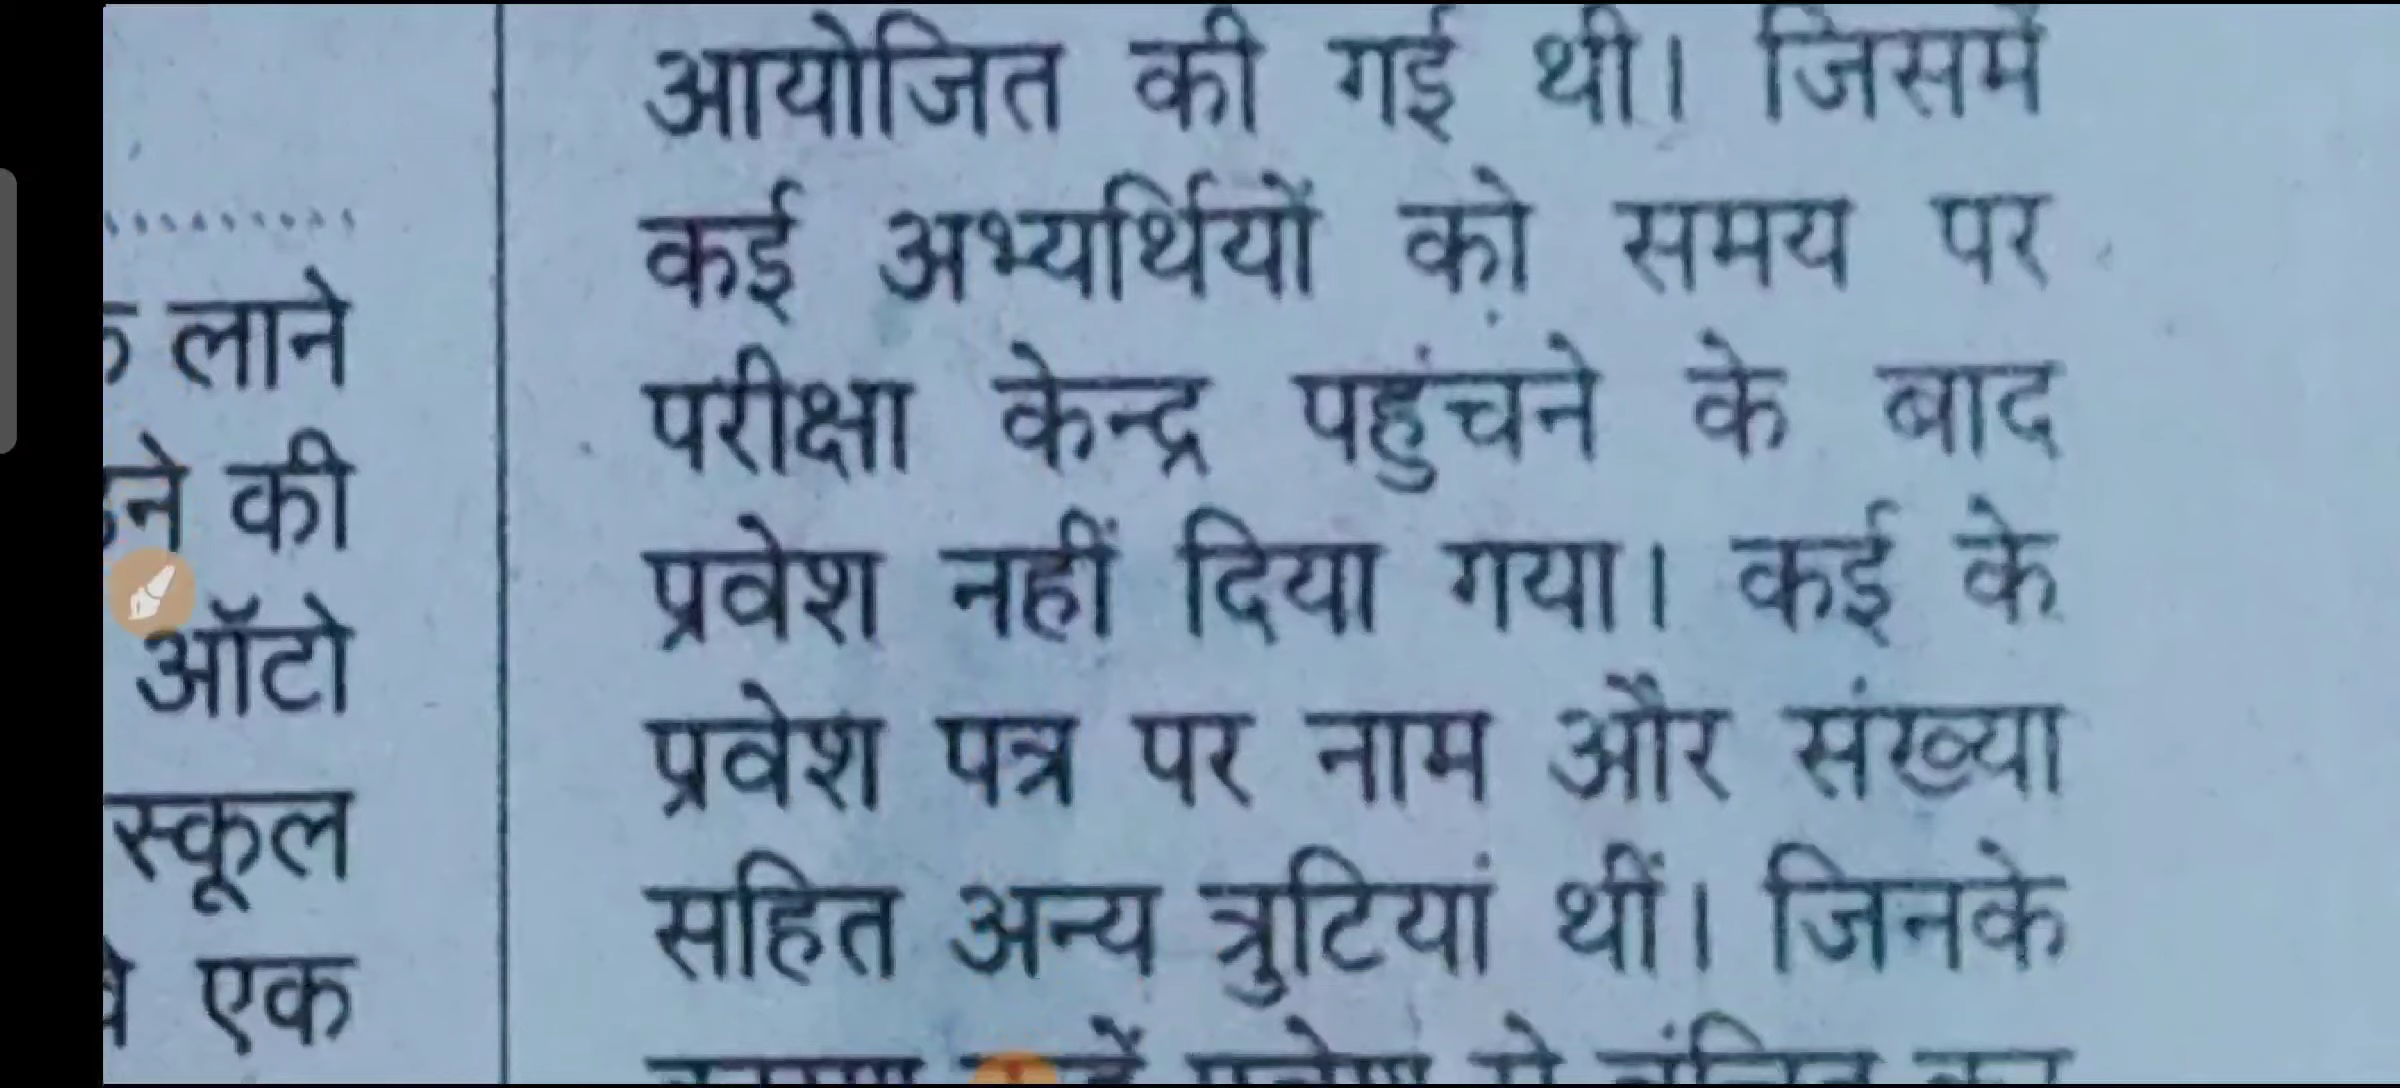 लाने
ने की
ऑटो
स्कूल
एक
आयोजित की गई थी। जिसमें
कई अभ्यर्थियों को समय पर
परीक्षा केन्द्र पहुंचने के बाद
प्रवेश नहीं दिया गया। कई के
प्रवेश पत्र पर नाम और संख्या
सहित अन्य त्रुटियां थीं। जिनके